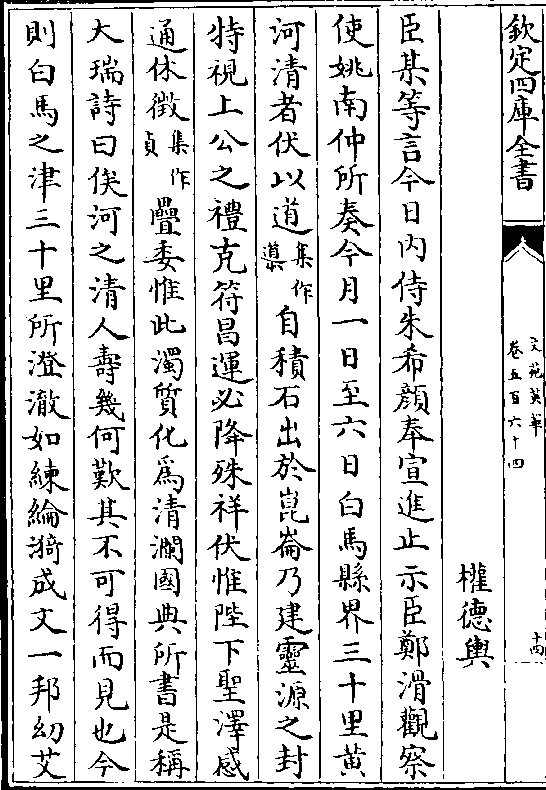 欽定四庫全書
文苑英華
卷五百六十四
十四
權德輿
臣某等言今日内侍朱希顔奉宣進止示臣鄭滑觀察
使姚南仲所奏今月一日至六日白馬縣界三十里黄
河清者伏以道集作導自積石出於崑崙乃建靈源之封
特視上公之禮克符昌運必降殊祥伏惟陛下聖澤感
通休徴集作貞疊委惟此濁質化爲清瀾國典所書是稱
大瑞詩曰俟河之清人壽幾何歎其不可得而見也今
則白馬之津三十里所澄澈如練綸漪成文一邦幼艾